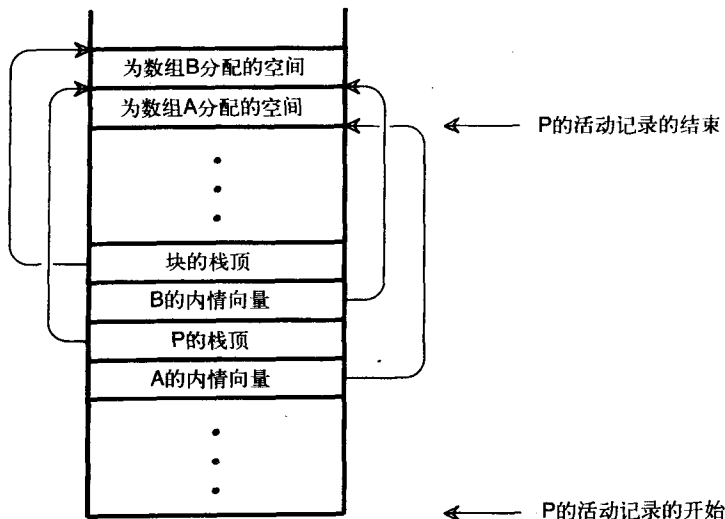 为数组B分配的空间
为数组A分配的空间
P的活动记录的结束
块的栈顶
B的内情向量
P的栈顶
A的内情向量
P的活动记录的开始